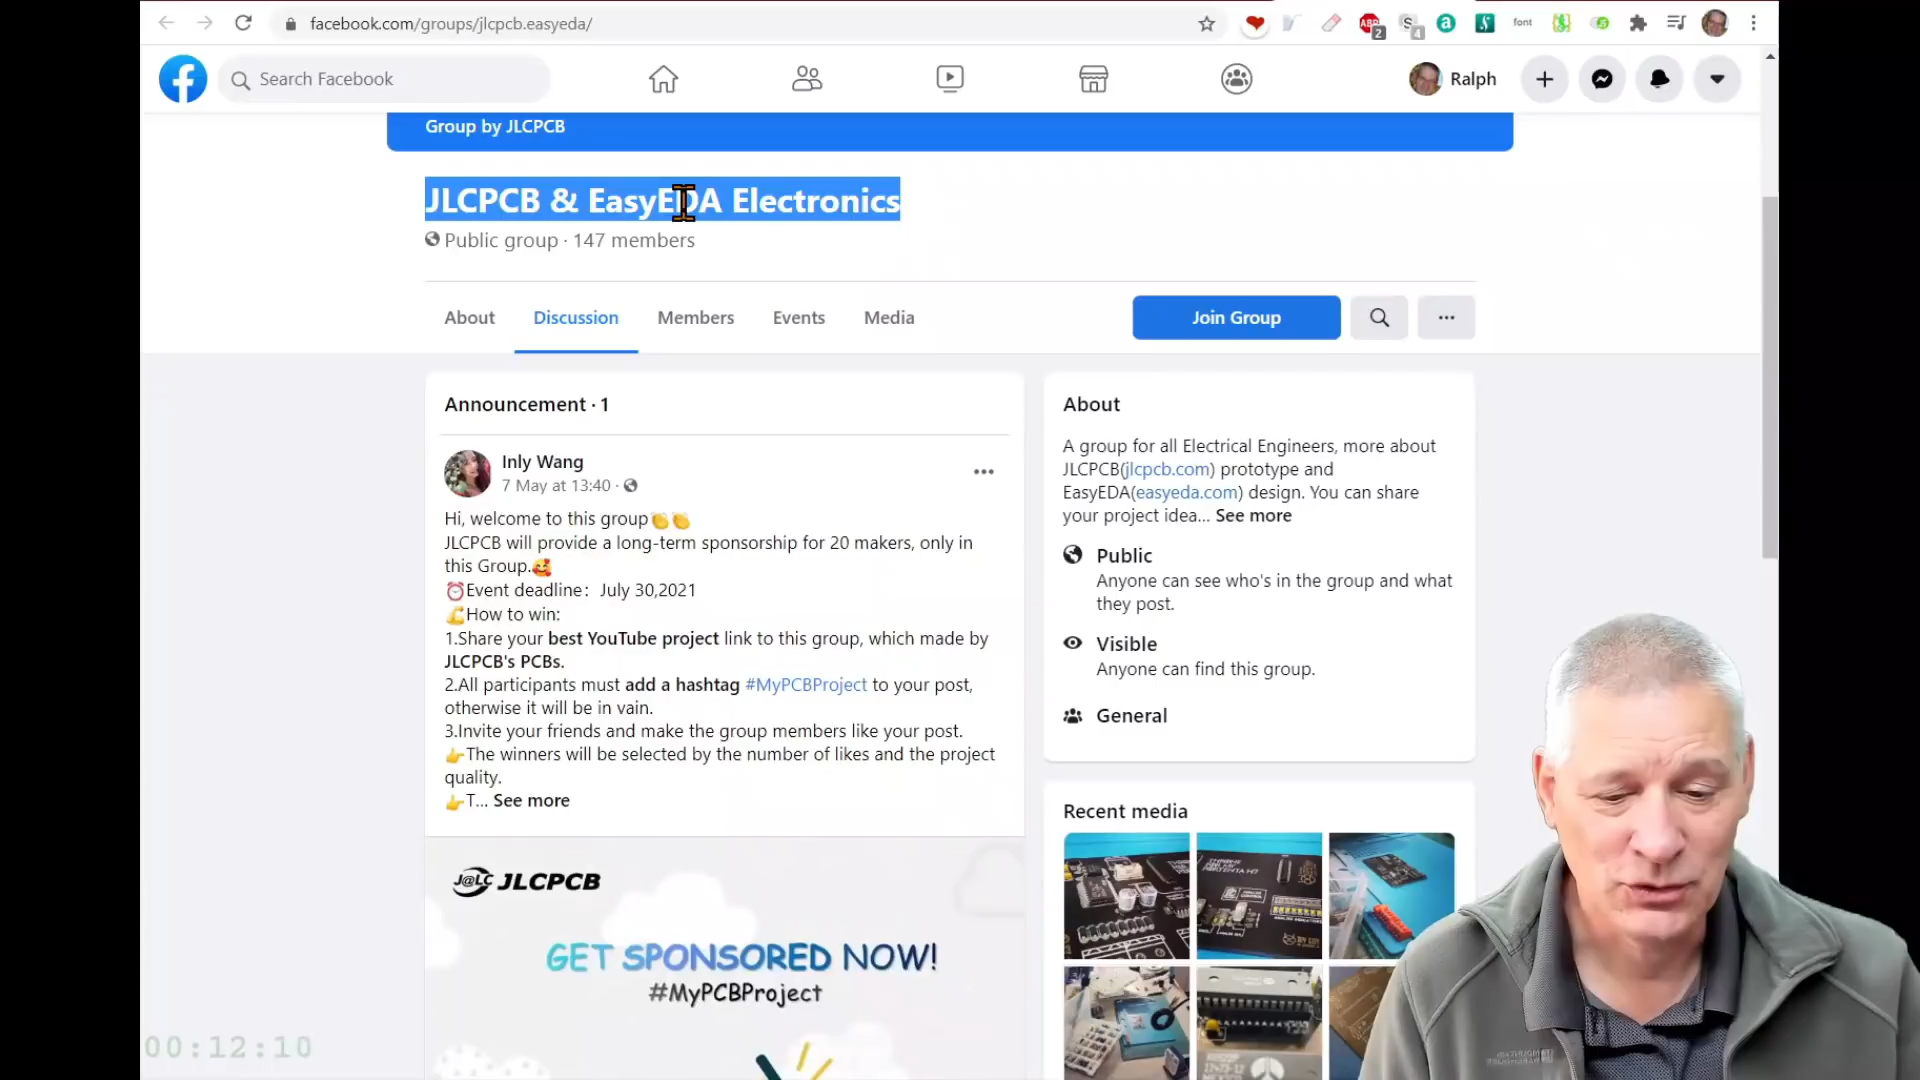 facebook.com/groups/jlcpcb.easyeda/
font
ABP
2
S
4
a
Search Facebook
Ralph
Group by JLCPCB
JLCPCB & EasyEDA Electronics
Public group · 147 members
About
Discussion
Members
Events
Media
Join Group
Announcement · 1
Inly Wang
7 May at 13:40 ·
Hi, welcome to this group👏👏
JLCPCB will provide a long-term sponsorship for 20 makers, only in
this Group.🥰
⏰Event deadline：July 30,2021
💪How to win:
1.Share your best YouTube project link to this group, which made by
JLCPCB's PCBs.
2.All participants must add a hashtag #MyPCBProject to your post,
otherwise it will be in vain.
3.Invite your friends and make the group members like your post.
👉The winners will be selected by the number of likes and the project
quality.
👉T... See more
J@LC JLCPCB
GET SPONSORED NOW!
#MyPCBProject
About
A group for all Electrical Engineers, more about
JLCPCB(jlcpcb.com) prototype and
EasyEDA(easyeda.com) design. You can share
your project idea... See more
Public
Anyone can see who's in the group and what
they post.
Visible
Anyone can find this group.
General
Recent media
00:12:10